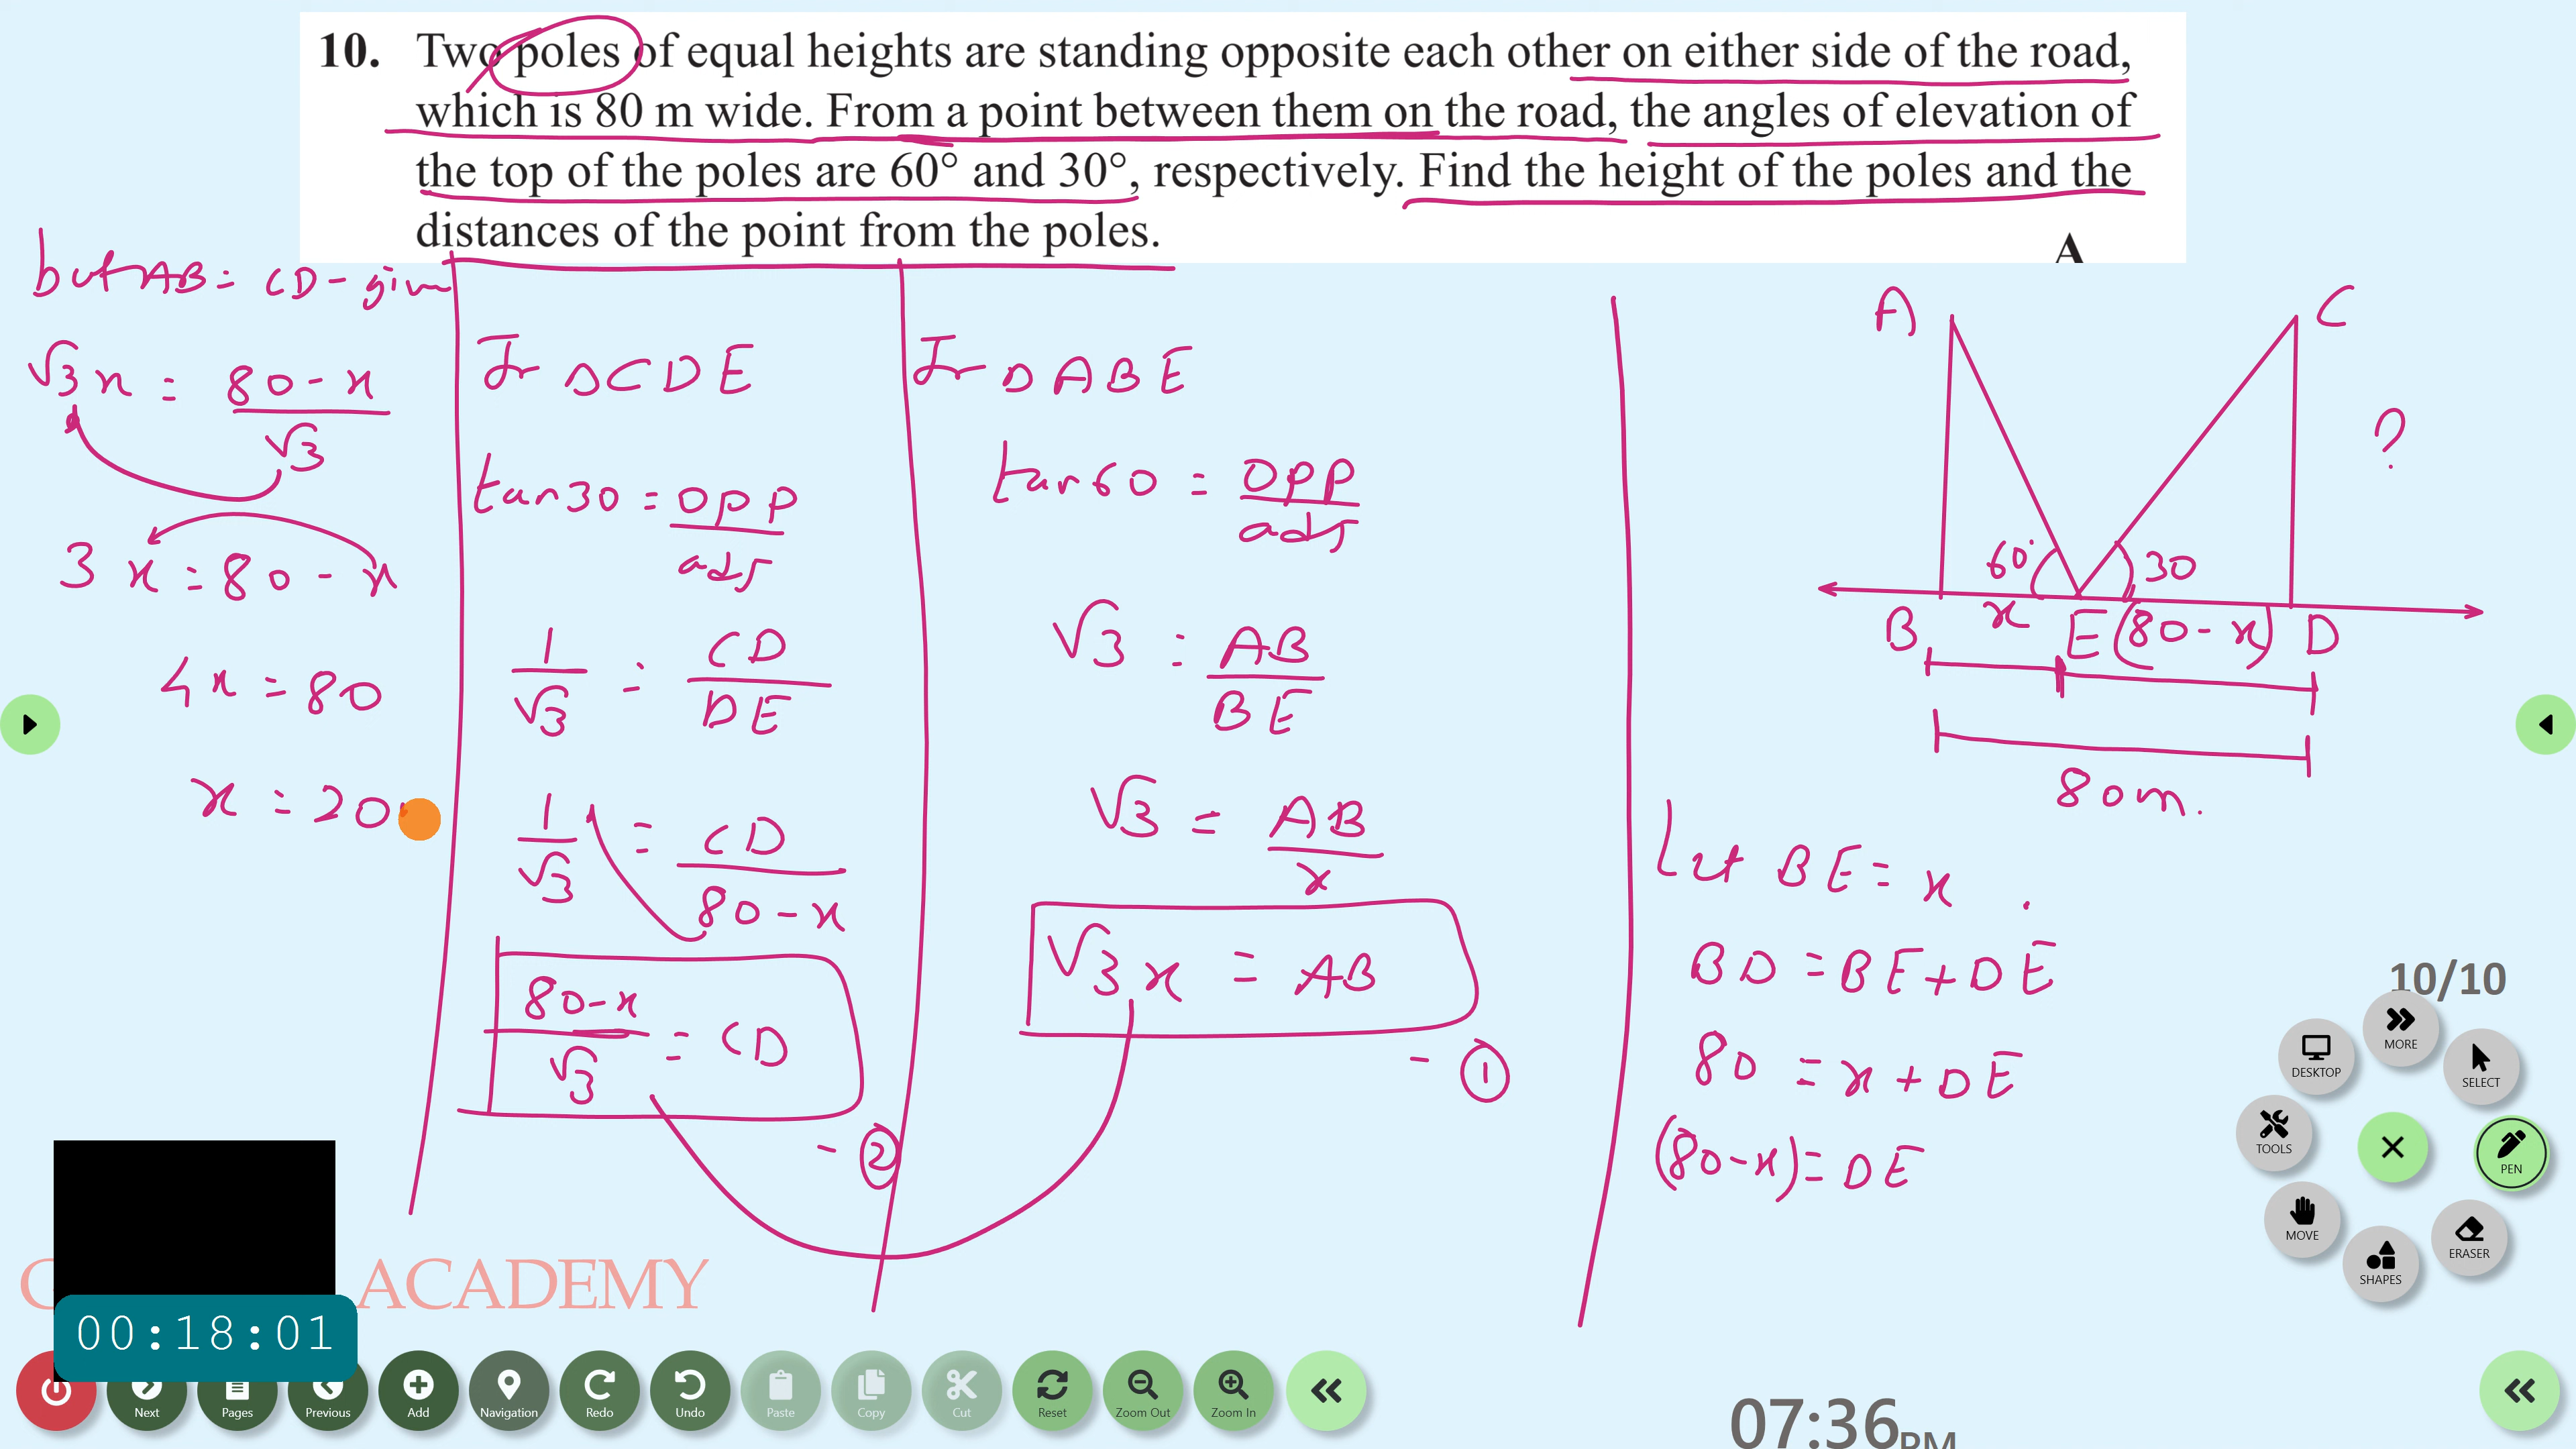 10. Two poles of equal heights are standing opposite each other on either side of the road,
which is 80 m wide. From a point between them on the road, the angles of elevation of
the top of the poles are 60° and 30°, respectively. Find the height of the poles and the
distances of the point from the poles.
A
but AB = CD - given
√3x = 80-x
√3
3x = 80-x
4x = 80
x = 20
In ΔCDE
tan30 = opp
adj
1/√3 = CD/DE
1/√3 = CD/80-x
80-x/√3 = CD
- ②
In ΔABE
tan60 = opp
adj
√3 = AB/BE
√3 = AB/x
√3x = AB
- ①
A C
?
60° 30
B x E (80-x) D
80m.
Let BE = x.
BD = BE+DE
80 = x+DE
(80-x) = DE
10/10
MORE
DESKTOP
SELECT
TOOLS
PEN
MOVE
ERASER
SHAPES
ACADEMY
00:18:01
Next
Pages
Previous
Add
Navigation
Redo
Undo
Paste
Copy
Cut
Reset
Zoom Out
Zoom In
07:36 PM